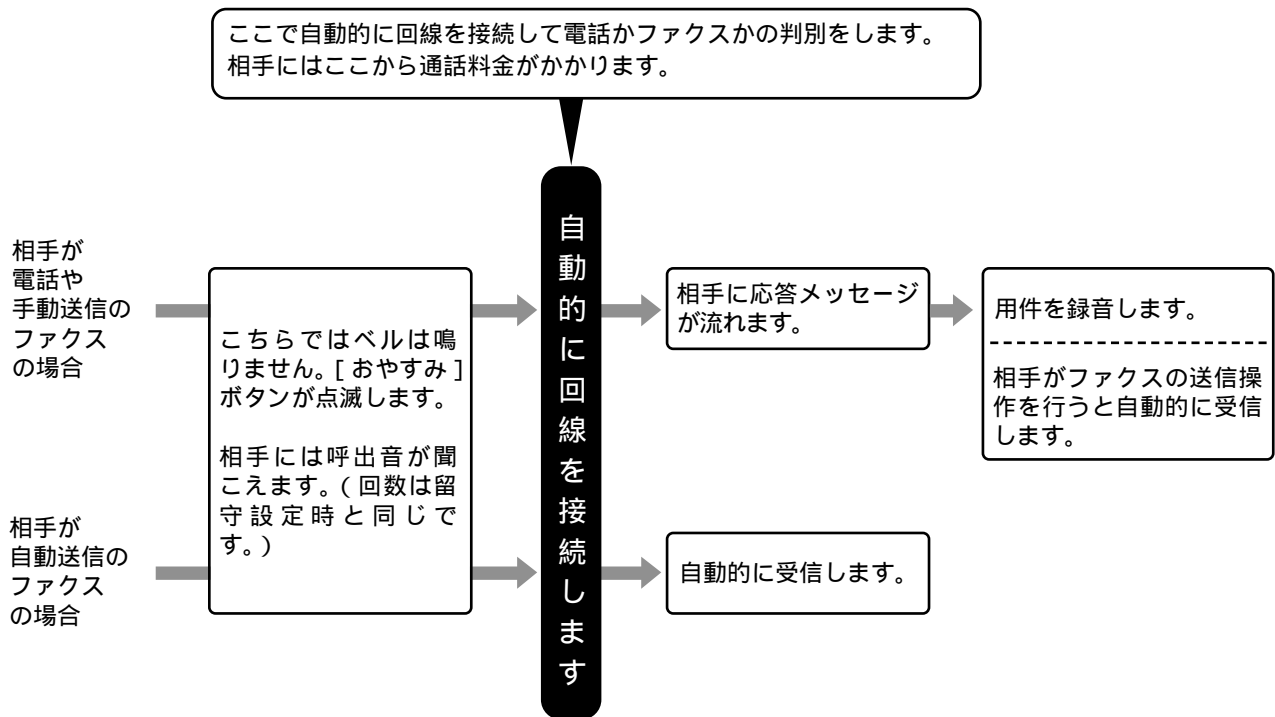 ここで自動的に回線を接続して電話かファクスかの判別をします。
相手にはここから通話料金がかかります。
相手が
電話や
手動送信の
ファクス
の場合
こちらではベルは鳴
りません。[おやすみ]
ボタンが点滅します。
相手には呼出音が聞
こえます。(回数は留
守設定時と同じで
す。)
自動的に回線を接続します
相手に応答メッセージ
が流れます。
用件を録音します。
相手がファクスの送信操
作を行うと自動的に受信
します。
相手が
自動送信の
ファクス
の場合
自動的に受信します。